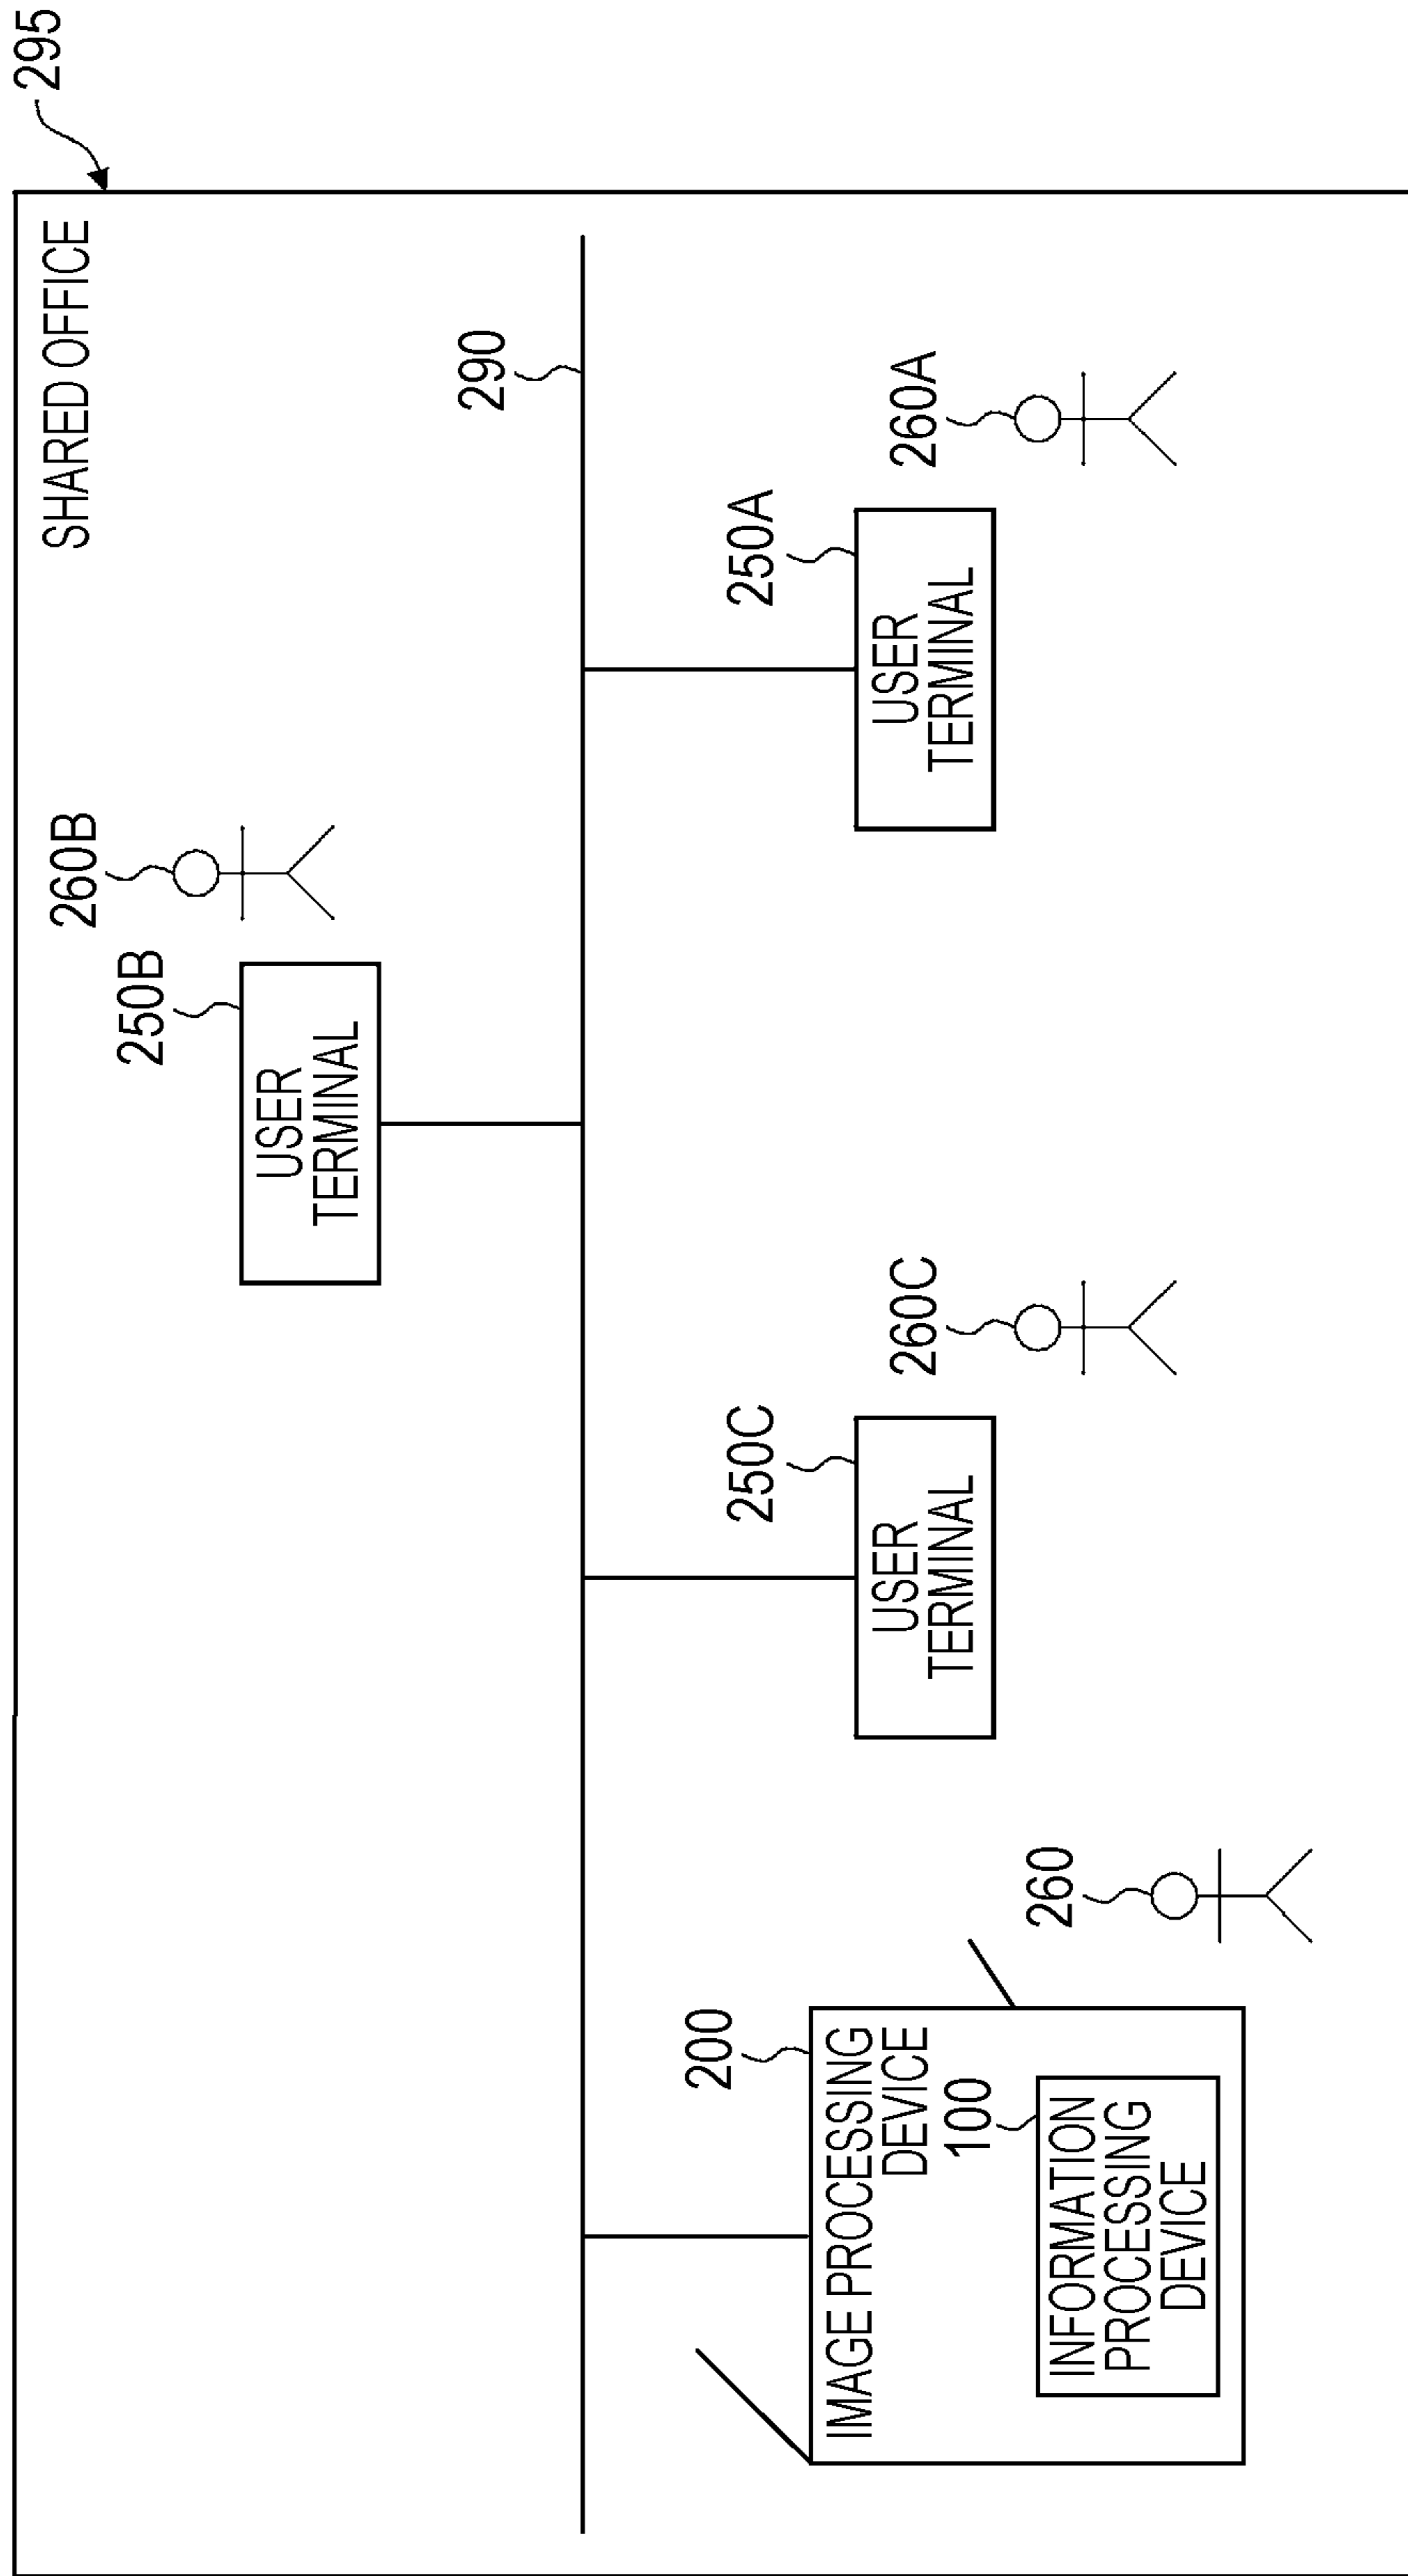 295
SHARED OFFICE
260B
250B
USER
TERMINAL
290
200
IMAGE PROCESSING
DEVICE
100
INFORMATION
PROCESSING
DEVICE
260
250C
USER
TERMINAL
260C
250A
USER
TERMINAL
260A